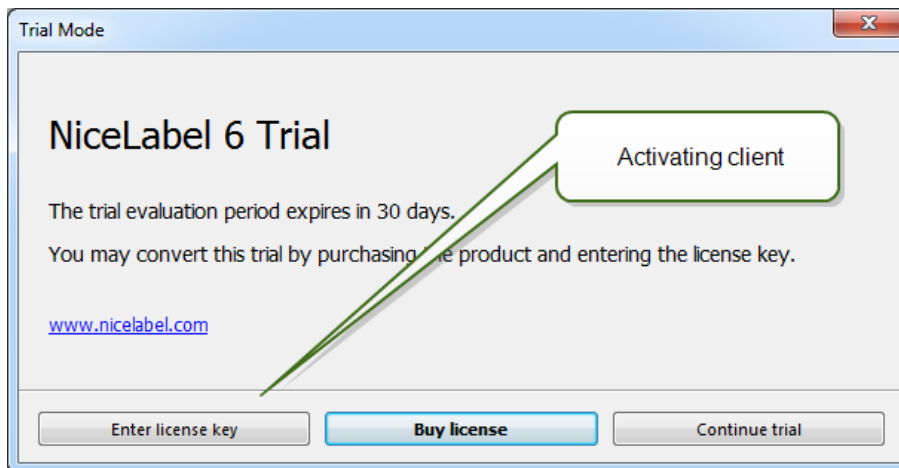 Trial Mode
NiceLabel 6 Trial
Activating client
The trial evaluation period expires in 30 days.
You may convert this trial by purchasing the product and entering the license key.
www.nicelabel.com
Enter license key
Buy license
Continue trial